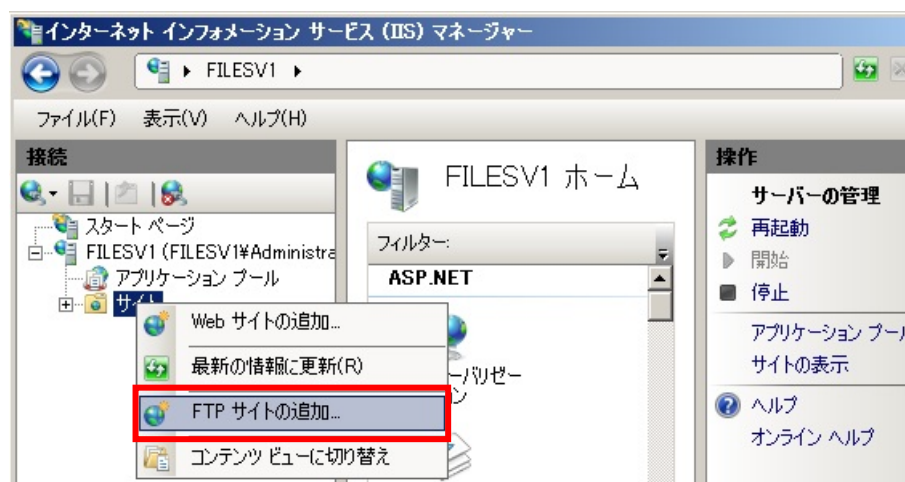 インターネット インフォメーション サービス (IIS) マネージャー
FILESV1
ファイル(F) 表示(V) ヘルプ(H)
接続
スタート ページ
FILESV1 (FILESV1¥Administra
アプリケーション プール
サイト
Web サイトの追加...
最新の情報に更新(R)
FTP サイトの追加...
コンテンツ ビューに切り替え
FILESV1 ホーム
フィルター:
ASP.NET
ーバリゼー
ン
操作
サーバーの管理
再起動
開始
停止
アプリケーション プール
サイトの表示
ヘルプ
オンライン ヘルプ